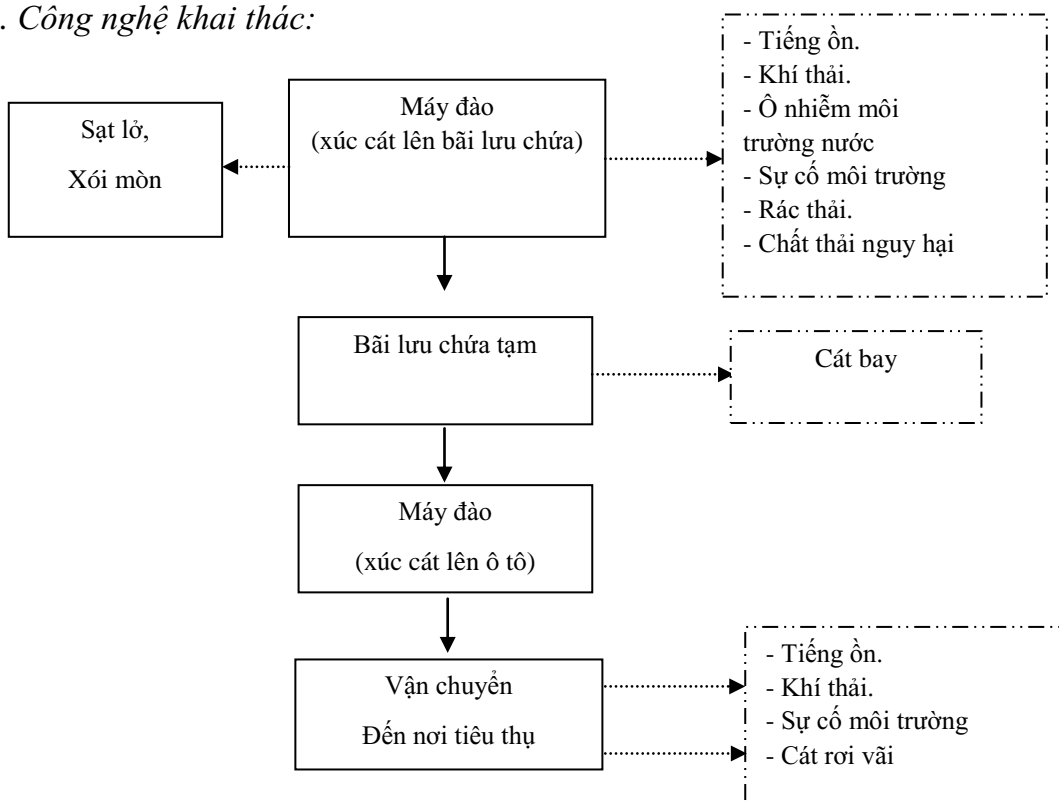 . Công nghệ khai thác:
Sạt lở,
Xói mòn
Máy đào
(xúc cát lên bãi lưu chứa)
- Tiếng ồn.
- Khí thải.
- Ô nhiễm môi
trường nước
- Sự cố môi trường
- Rác thải.
- Chất thải nguy hại
Bãi lưu chứa tạm
Cát bay
Máy đào
(xúc cát lên ô tô)
Vận chuyển
Đến nơi tiêu thụ
- Tiếng ồn.
- Khí thải.
- Sự cố môi trường
- Cát rơi vãi